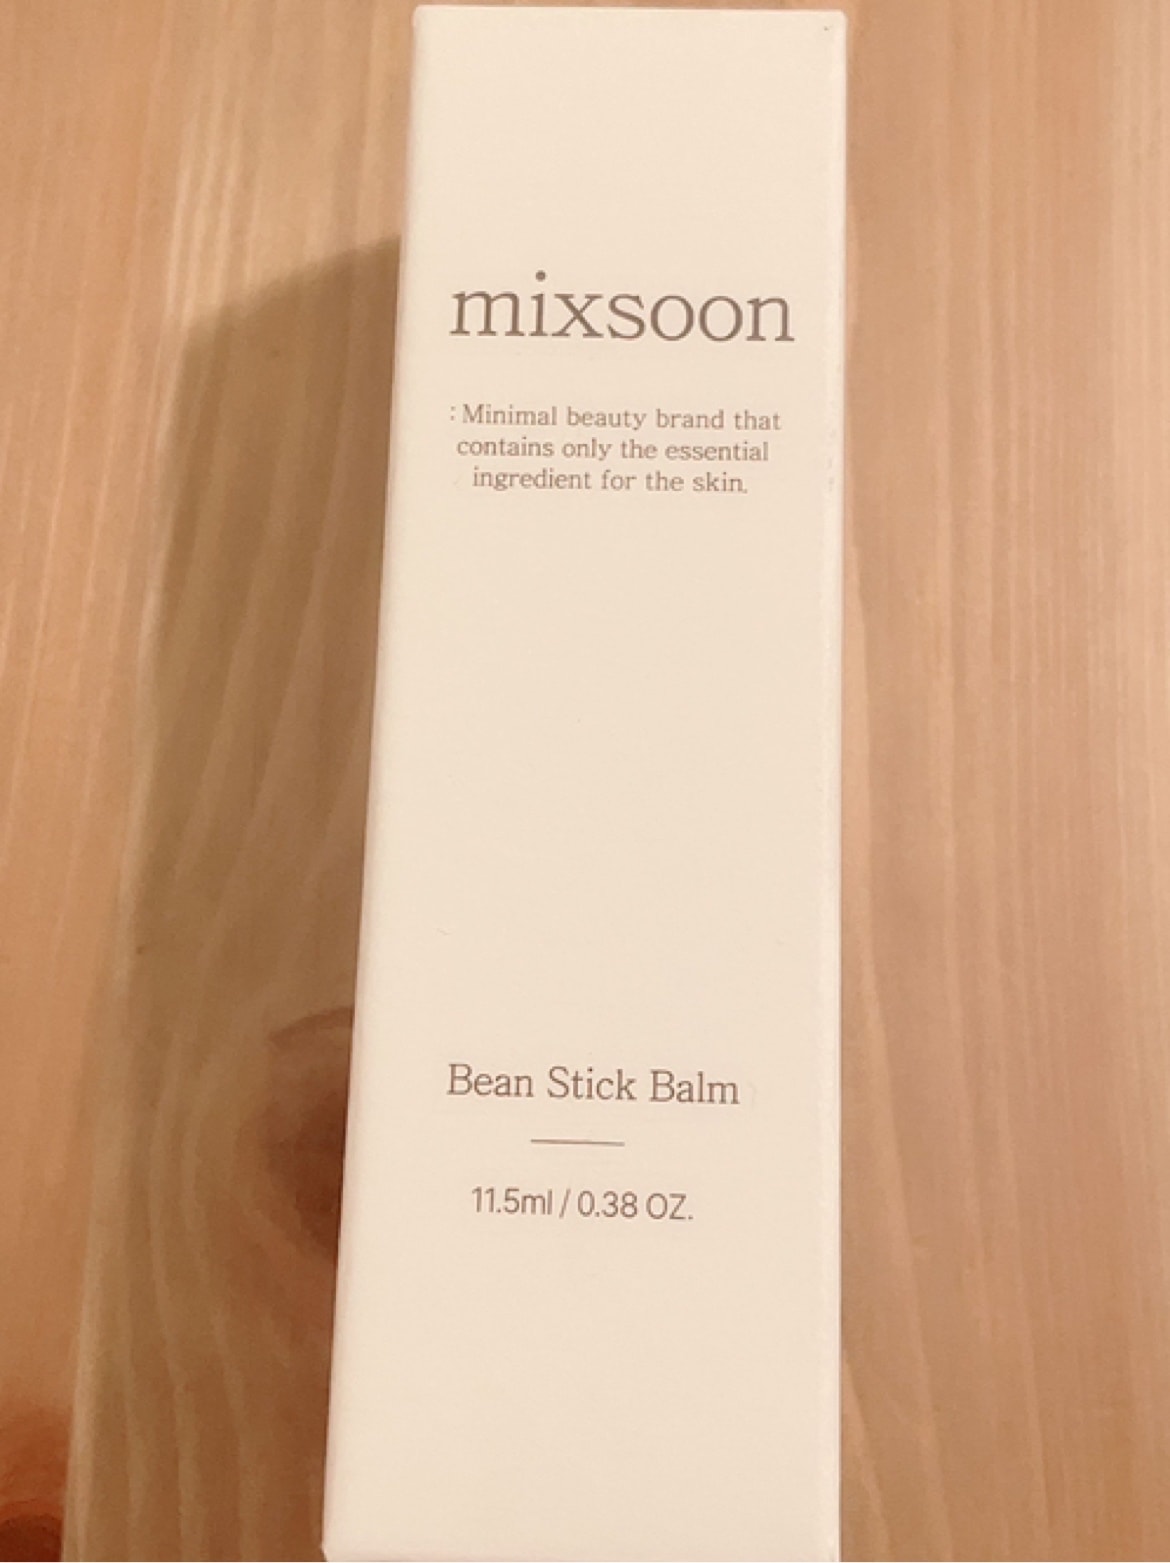 mixsoon
: Minimal beauty brand that
contains only the essential
ingredient for the skin.
Bean Stick Balm
11.5ml / 0.38 OZ.